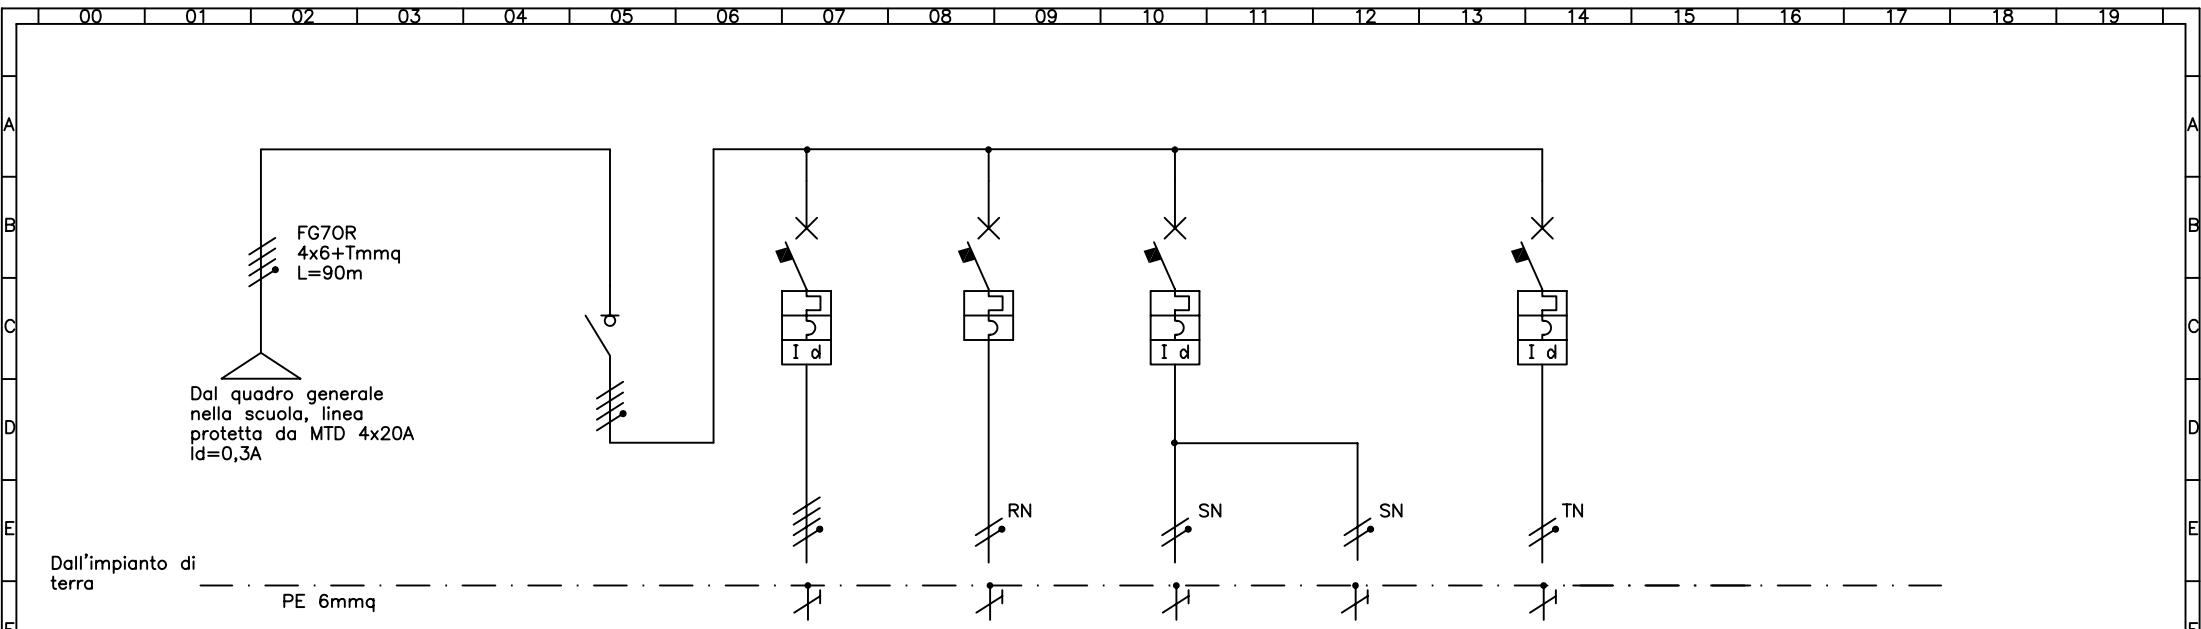 00 01 02 03 04 05 06 07 08 09 10 11 12 13 14 15 16 17 18 19
A A
B B
FG7OR
4x6+Tmmq
L=90m
C C
I d I d I d
Dal quadro generale
nella scuola, linea
protetta da MTD 4x20A
Id=0,3A
D D
RN SN SN TN
E E
Dall'impianto di
terra
PE 6mmq